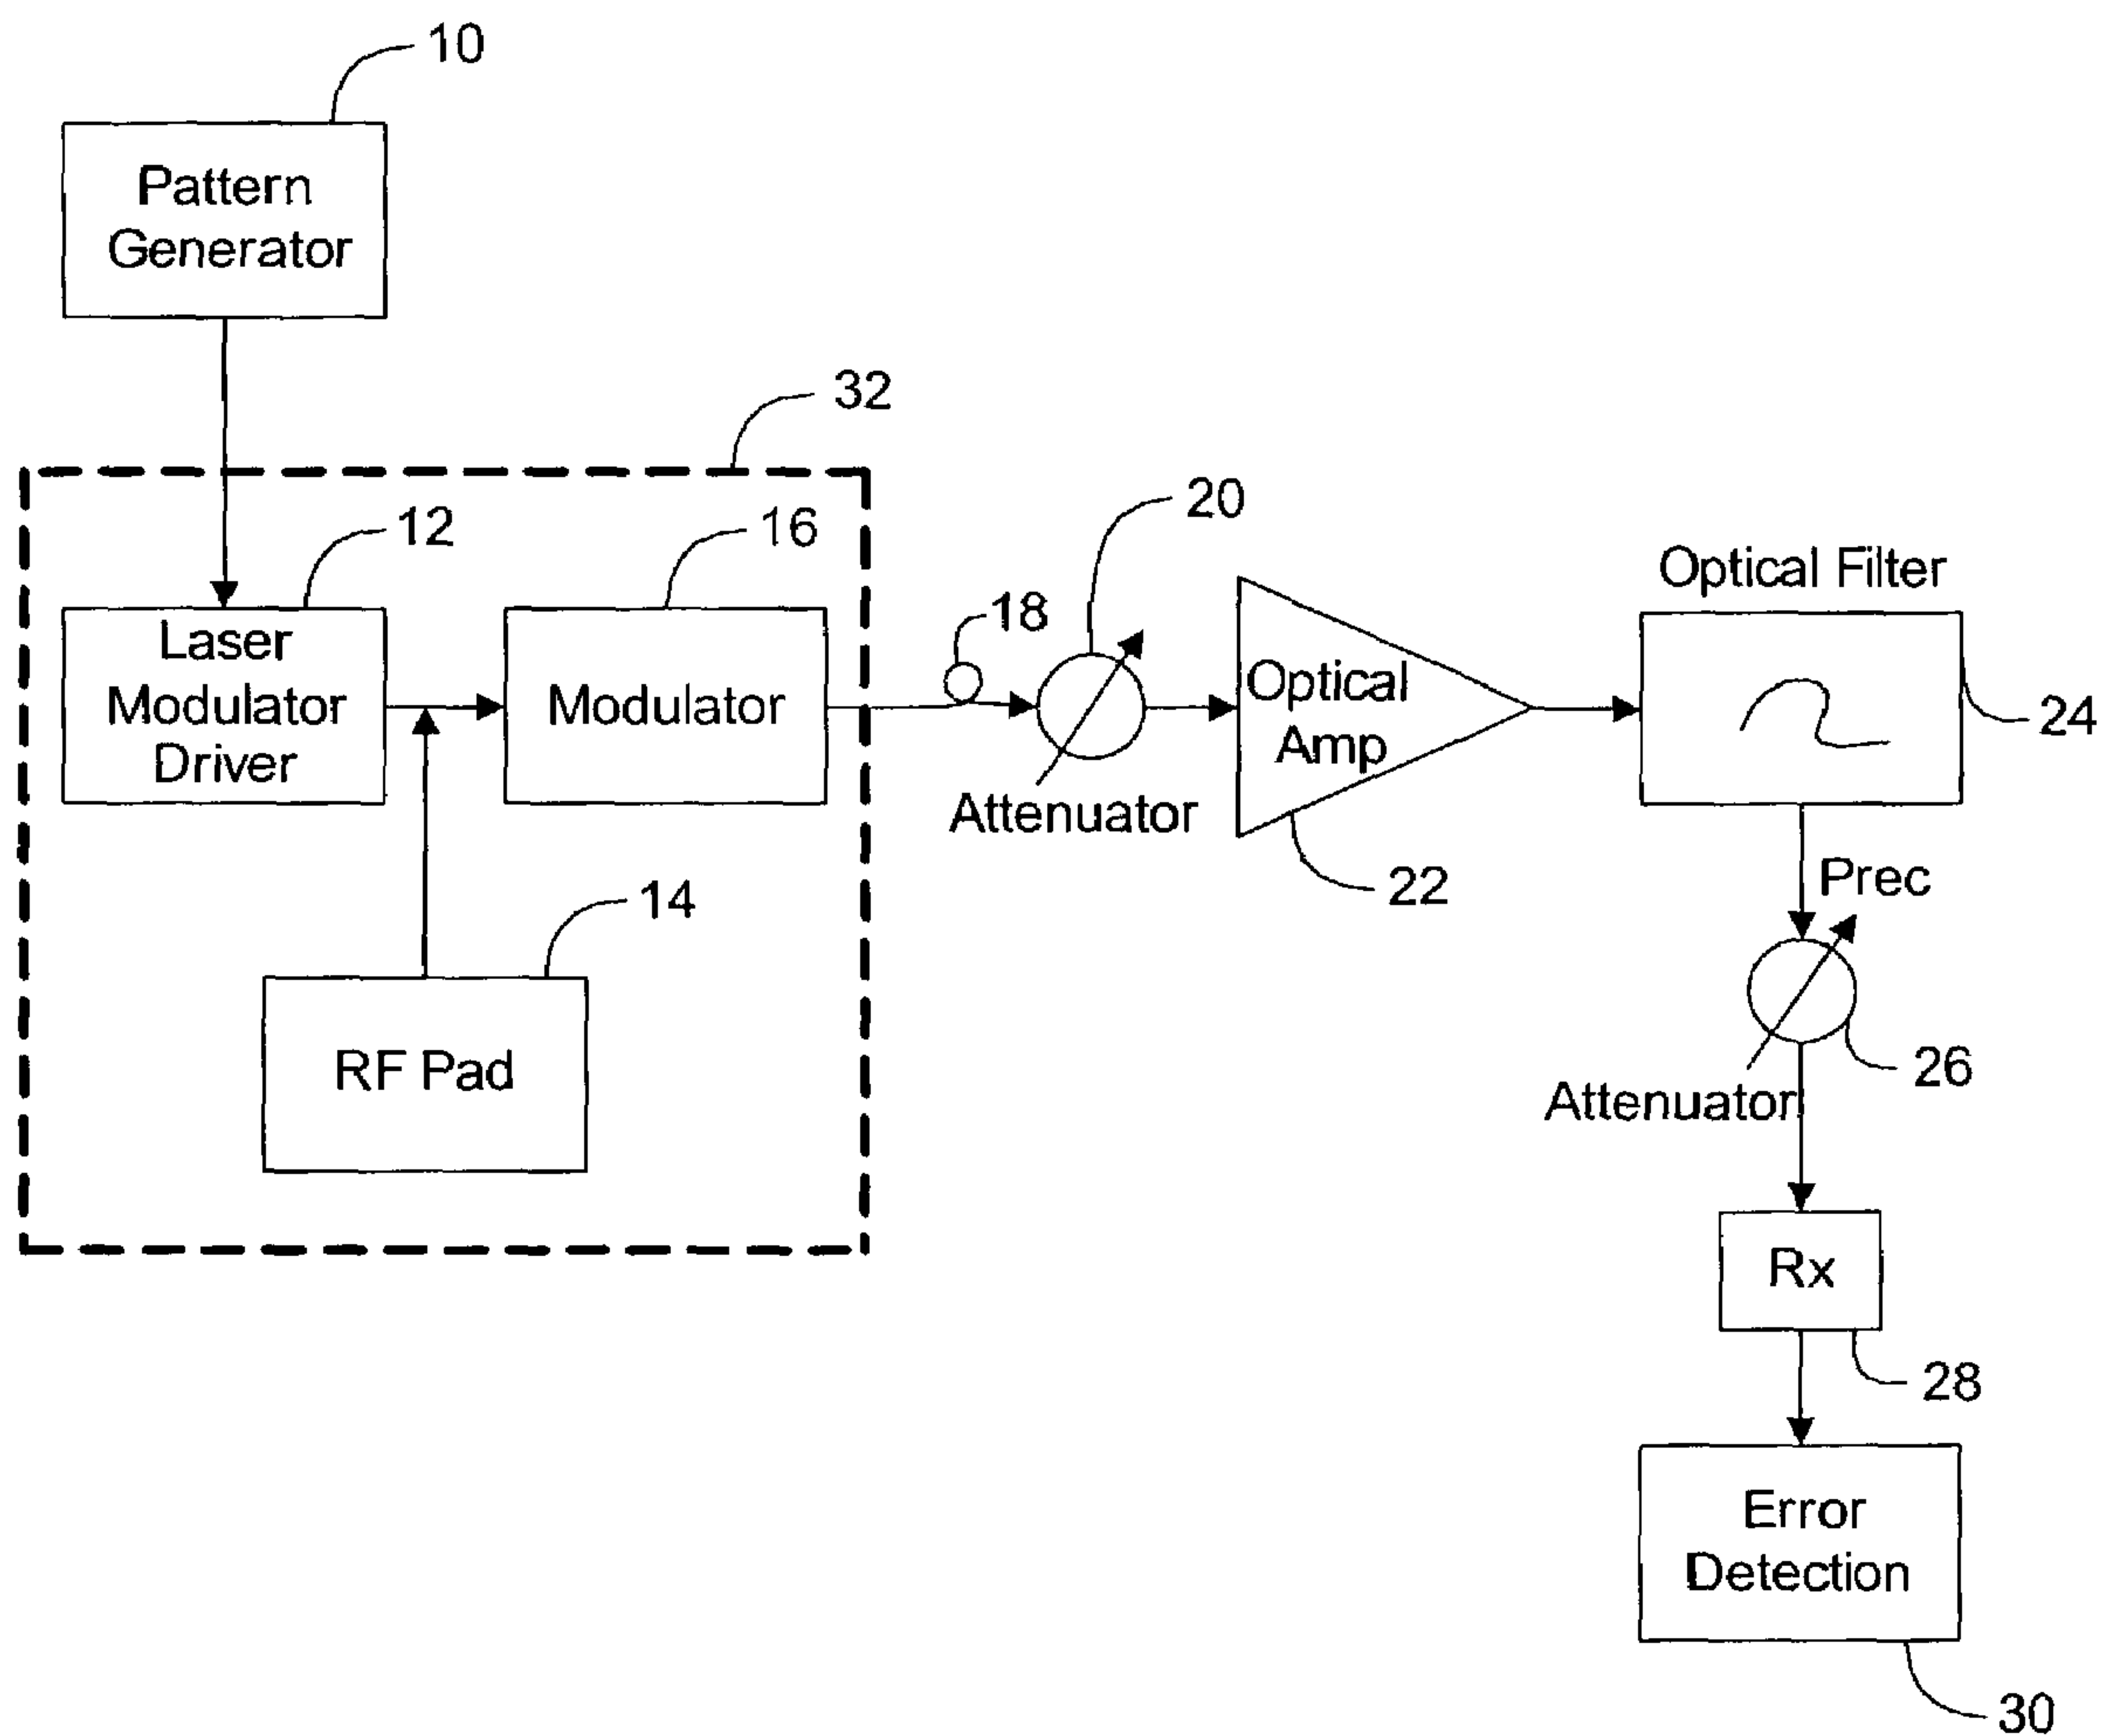 10
Pattern
Generator
32
12
16
Laser
Modulator
Driver
Modulator
18
20
Attenuator
Optical
Amp
22
Optical Filter
24
Prec
14
RF Pad
26
Attenuator
Rx
28
Error
Detection
30